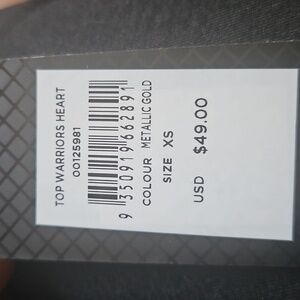 TOP WARRIORS HEART
00125981
9 350919 662891
COLOUR METALLIC GOLD
SIZE XS
USD $49.00